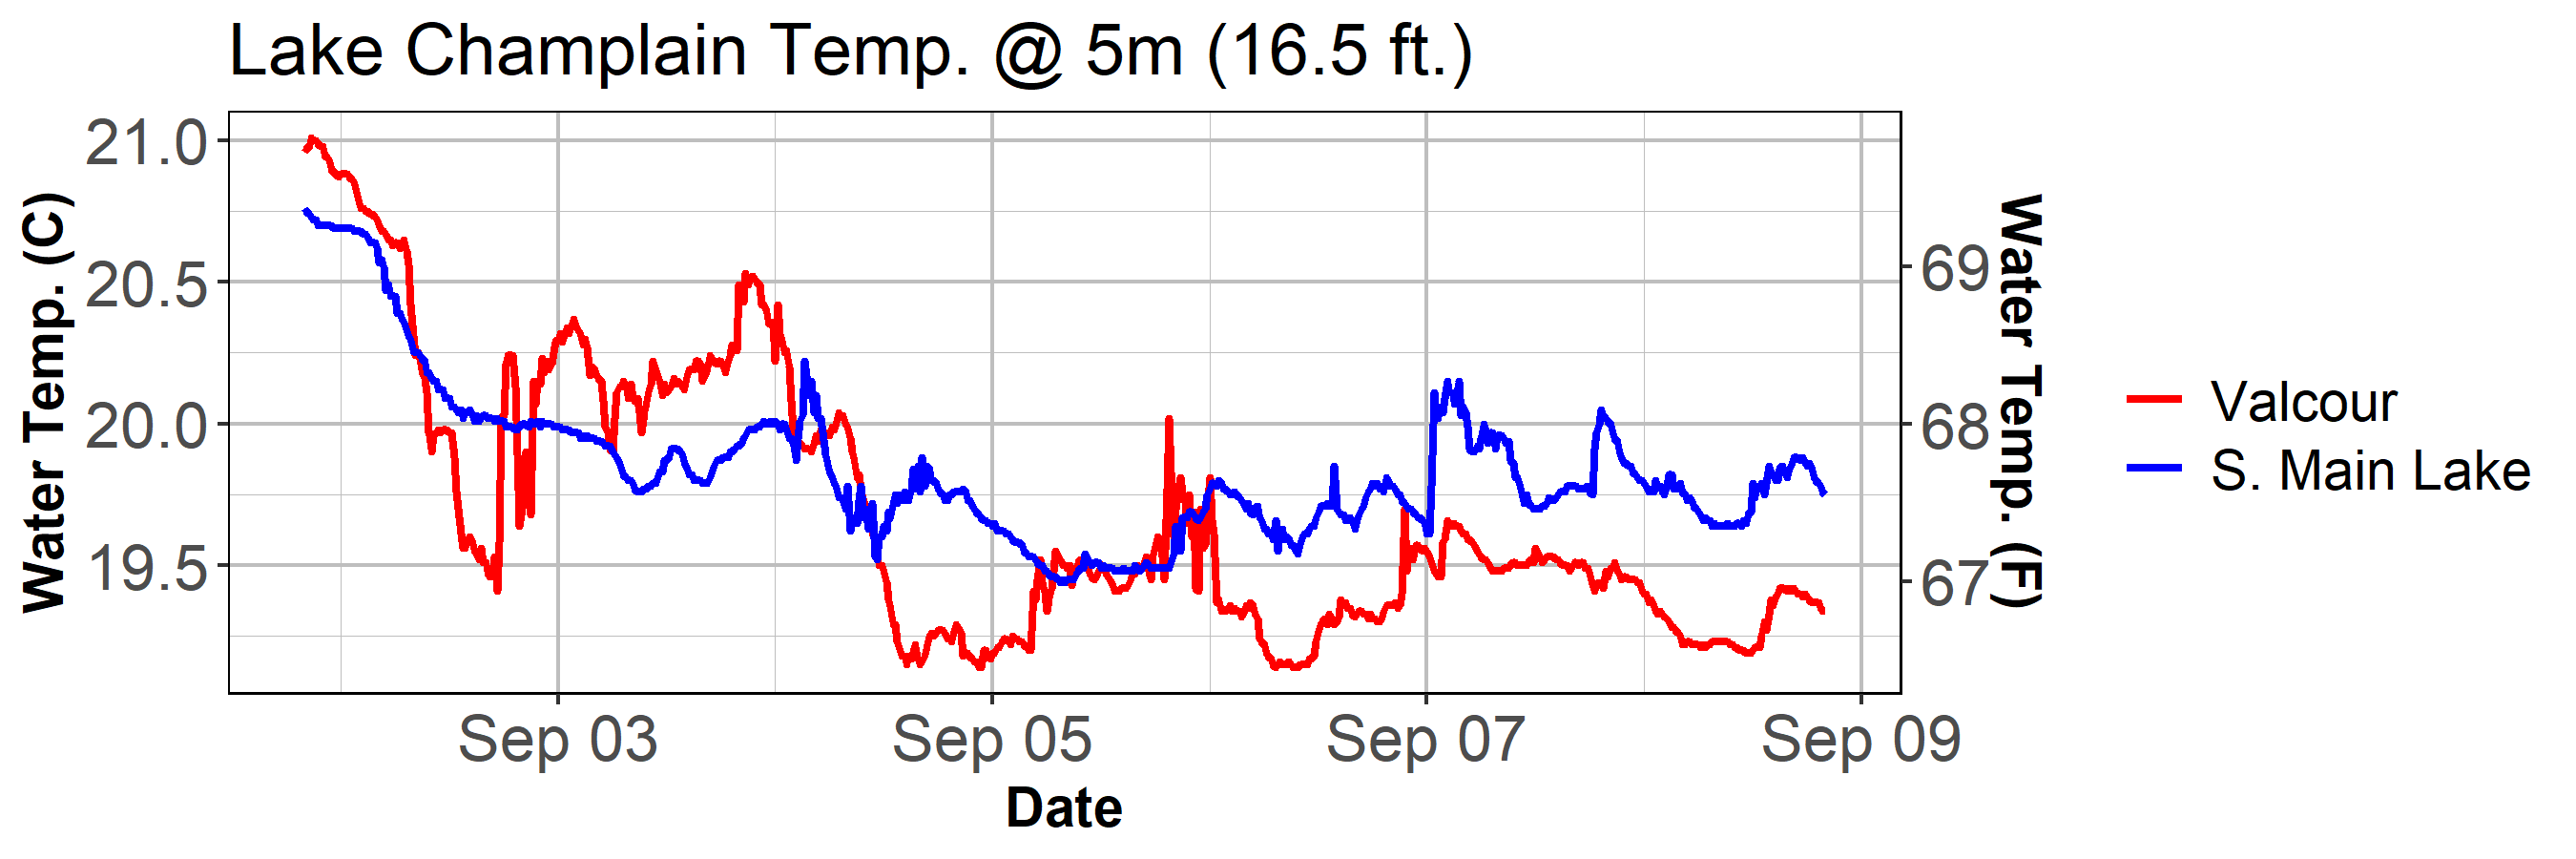 Lake Champlain Temp. @ 5m (16.5 ft.)
Water Temp. (C)
21.0
20.5
20.0
19.5
Water Temp. (F)
69
68
67
Sep 03
Sep 05
Sep 07
Sep 09
Date
Valcour
S. Main Lake